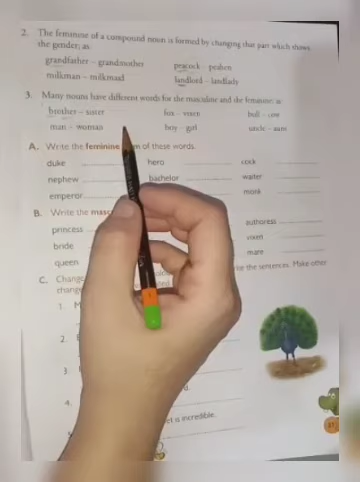 2. The feminine of a compound noun is formed by changing that part which shows
the gender; as
grandfather – grandmother peacock – peahen
milkman – milkmaid landlord – landlady
3. Many nouns have different words for the masculine and the feminine; as
brother – sister fox – vixen bull – cow
man – woman boy – girl uncle – aunt
A. Write the feminine of these words.
duke hero cock
nephew bachelor waiter
emperor monk
B. Write the
princess authoress
bride vixen
queen mare
C. Change the sentences. Make other
1.
2.
3.
4.
is incredible.